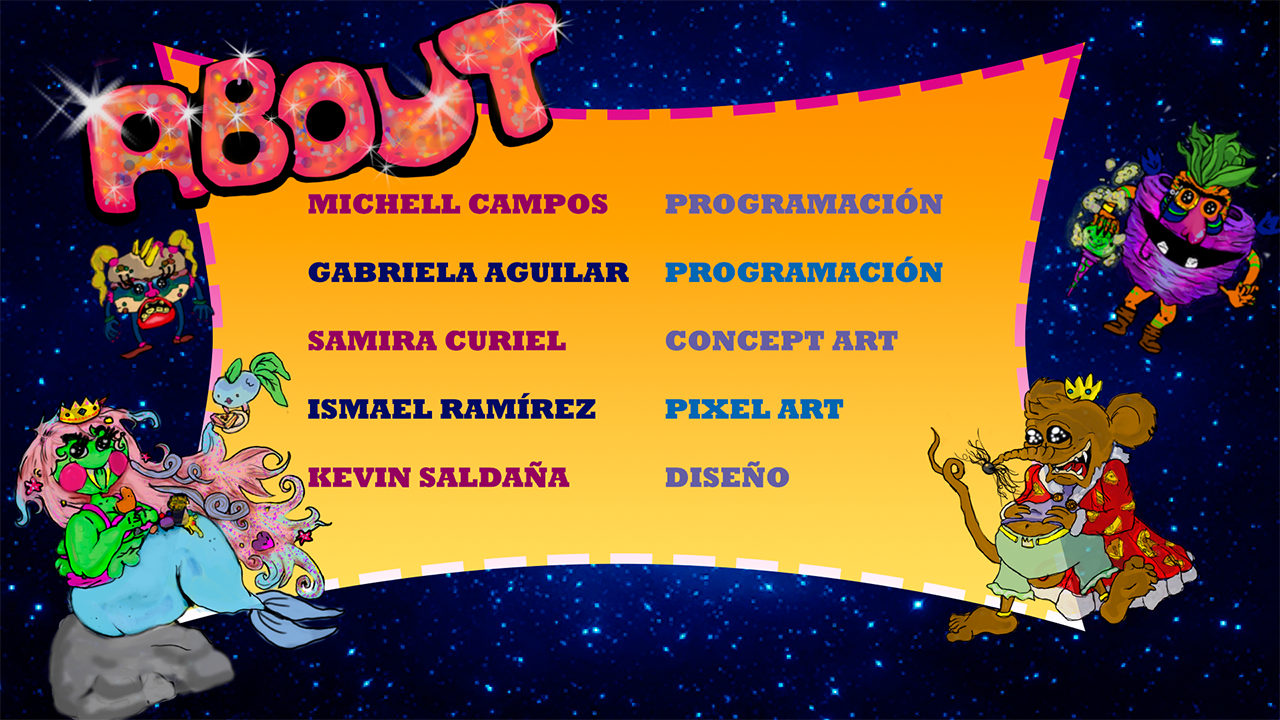 ABOUT
MICHELL CAMPOS PROGRAMACIÓN
GABRIELA AGUILAR PROGRAMACIÓN
SAMIRA CURIEL CONCEPT ART
ISMAEL RAMÍREZ PIXEL ART
KEVIN SALDAÑA DISEÑO